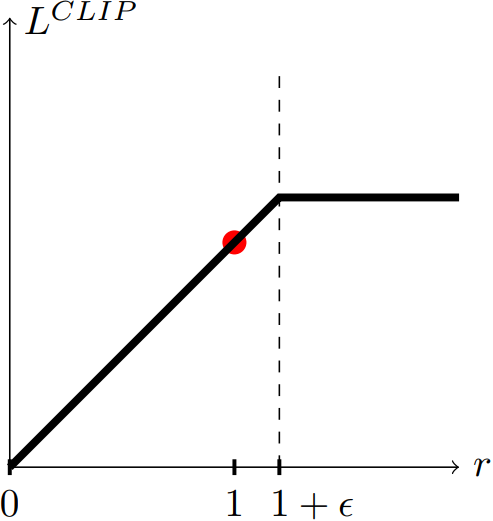 L^{CLIP}
r
0 1 1 + ϵ